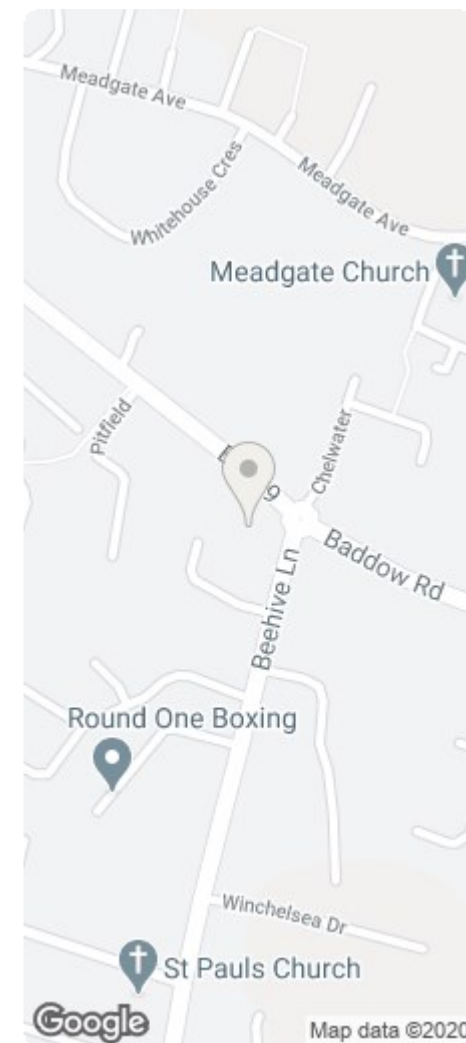 Meadgate Ave
Whitehouse Cres
Meadgate Ave
Meadgate Church
Pitfield
Chelwater
Baddow Rd
Beehive Ln
Round One Boxing
Winchelsea Dr
St Pauls Church
Google
Map data ©2020